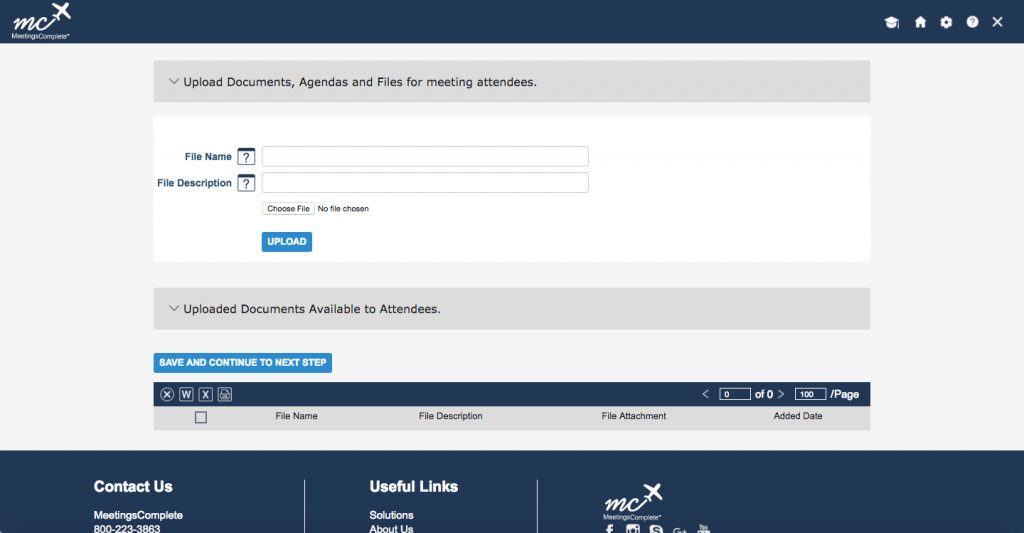 mc
MeetingsComplete™
Upload Documents, Agendas and Files for meeting attendees.
File Name ?
File Description ?
Choose File No file chosen
UPLOAD
Uploaded Documents Available to Attendees.
SAVE AND CONTINUE TO NEXT STEP
W X 0 of 0 100 /Page
File Name File Description File Attachment Added Date
Contact Us
MeetingsComplete
800-223-3863
Useful Links
Solutions
About Us
mc
MeetingsComplete™